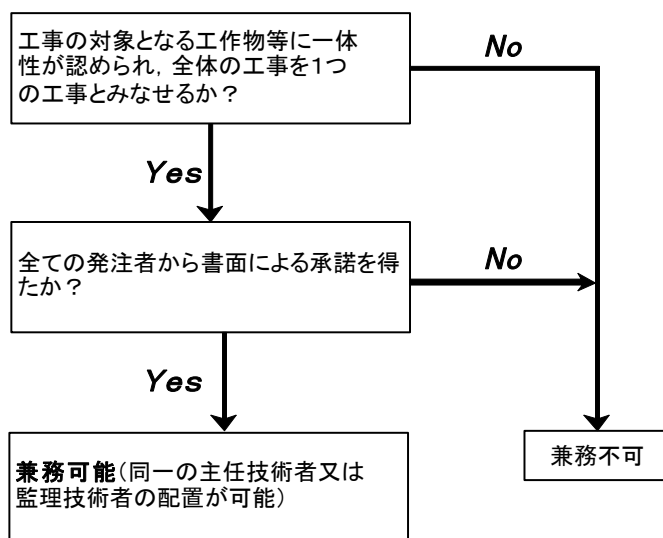 工事の対象となる工作物等に一体
性が認められ，全体の工事を1つ
の工事とみなせるか？
No
Yes
全ての発注者から書面による承諾を得
たか？
No
Yes
兼務可能（同一の主任技術者又は
監理技術者の配置が可能）
兼務不可